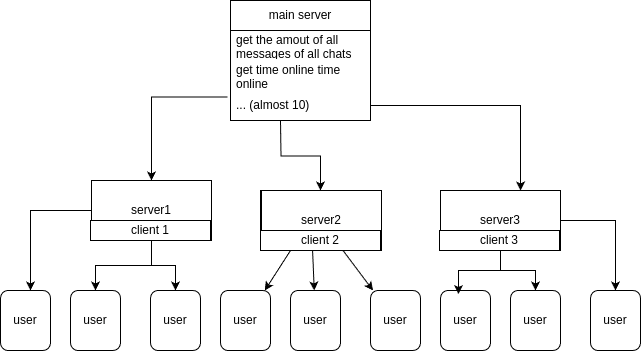 main server
get the amout of all
messages of all chats
get time online time
online
... (almost 10)
server1
client 1
server2
client 2
server3
client 3
user
user
user
user
user
user
user
user
user